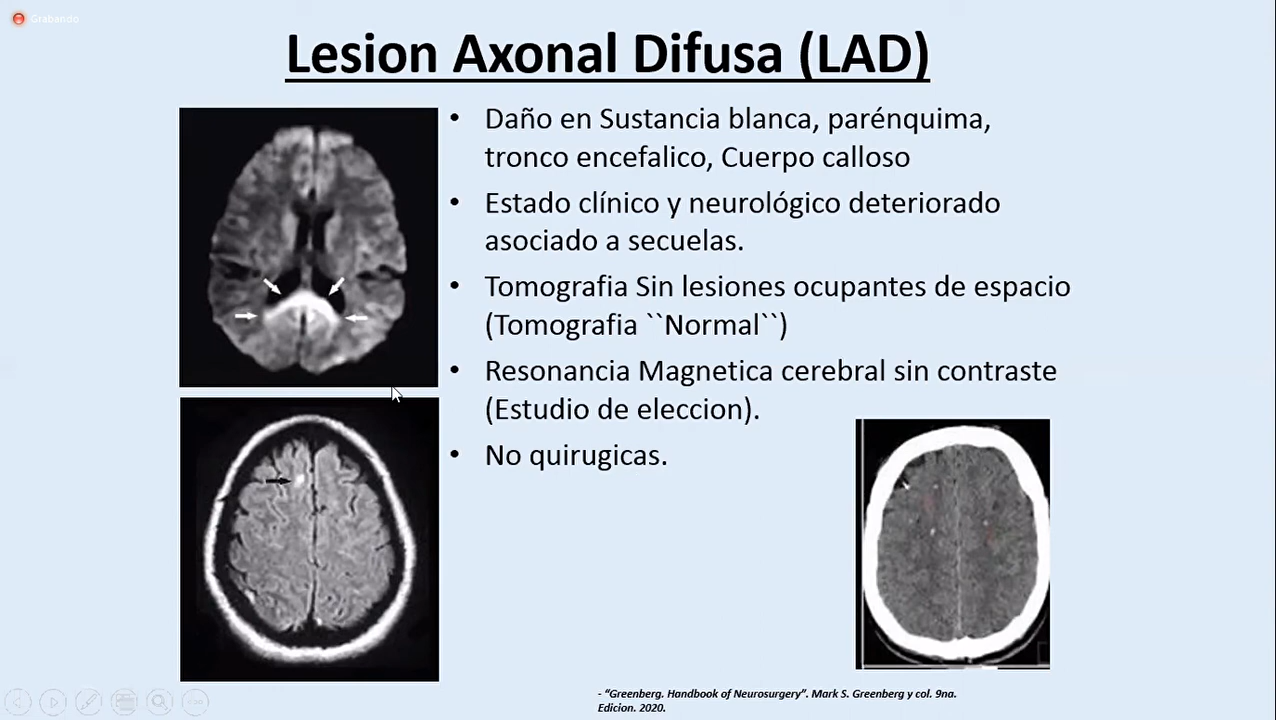 Grabando
Lesion Axonal Difusa (LAD)
• Daño en Sustancia blanca, parénquima,
tronco encefalico, Cuerpo calloso
• Estado clínico y neurológico deteriorado
asociado a secuelas.
• Tomografia Sin lesiones ocupantes de espacio
(Tomografia ``Normal``)
• Resonancia Magnetica cerebral sin contraste
(Estudio de eleccion).
• No quirugicas.
- “Greenberg. Handbook of Neurosurgery”. Mark S. Greenberg y col. 9na.
Edicion. 2020.